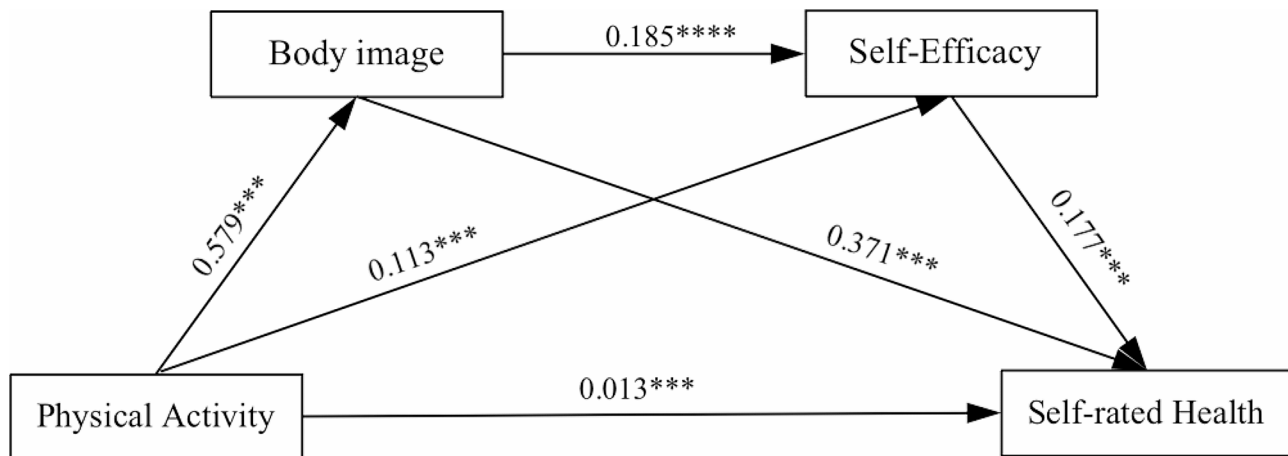 Body image
0.185****
Self-Efficacy
0.579***
0.113***
0.371***
0.177***
Physical Activity
0.013***
Self-rated Health